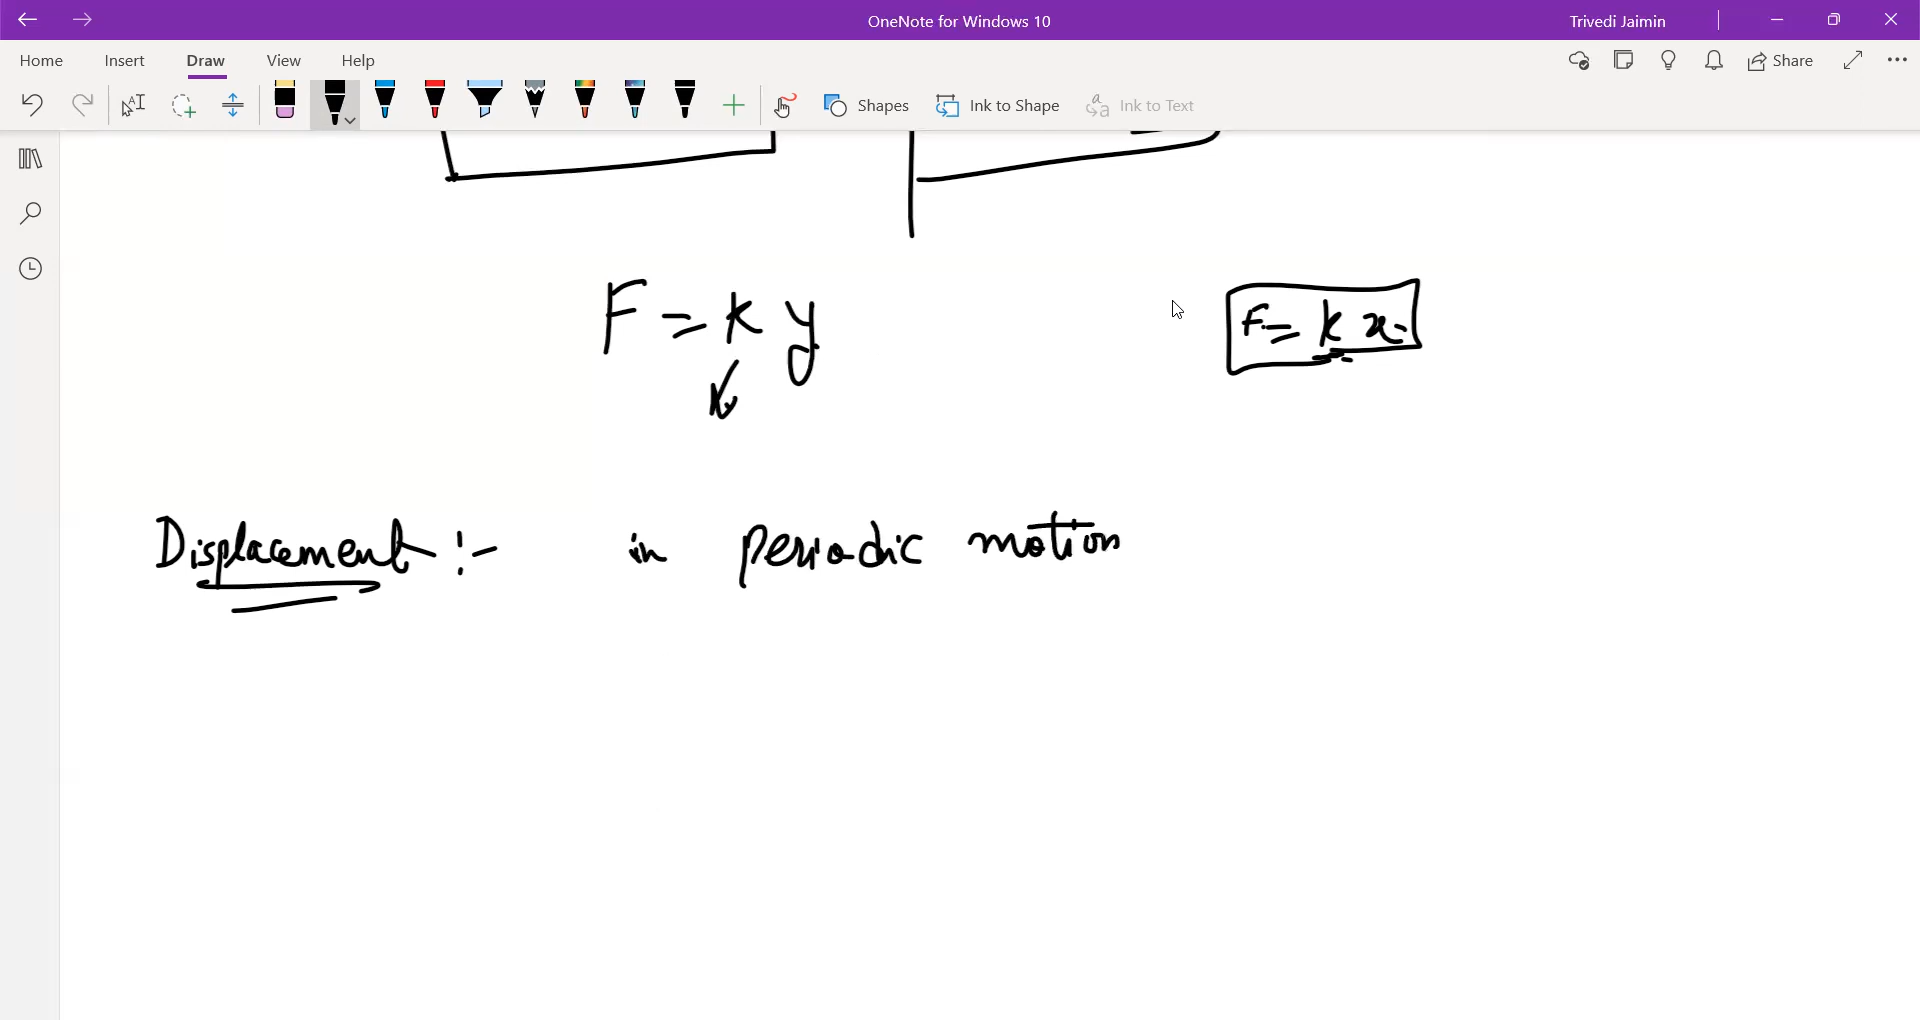 OneNote for Windows 10
Trivedi Jaimin
Home Insert Draw View Help
Share
Shapes
Ink to Shape
Ink to Text
F = k y
F = k x
Displacement :- in periodic motion